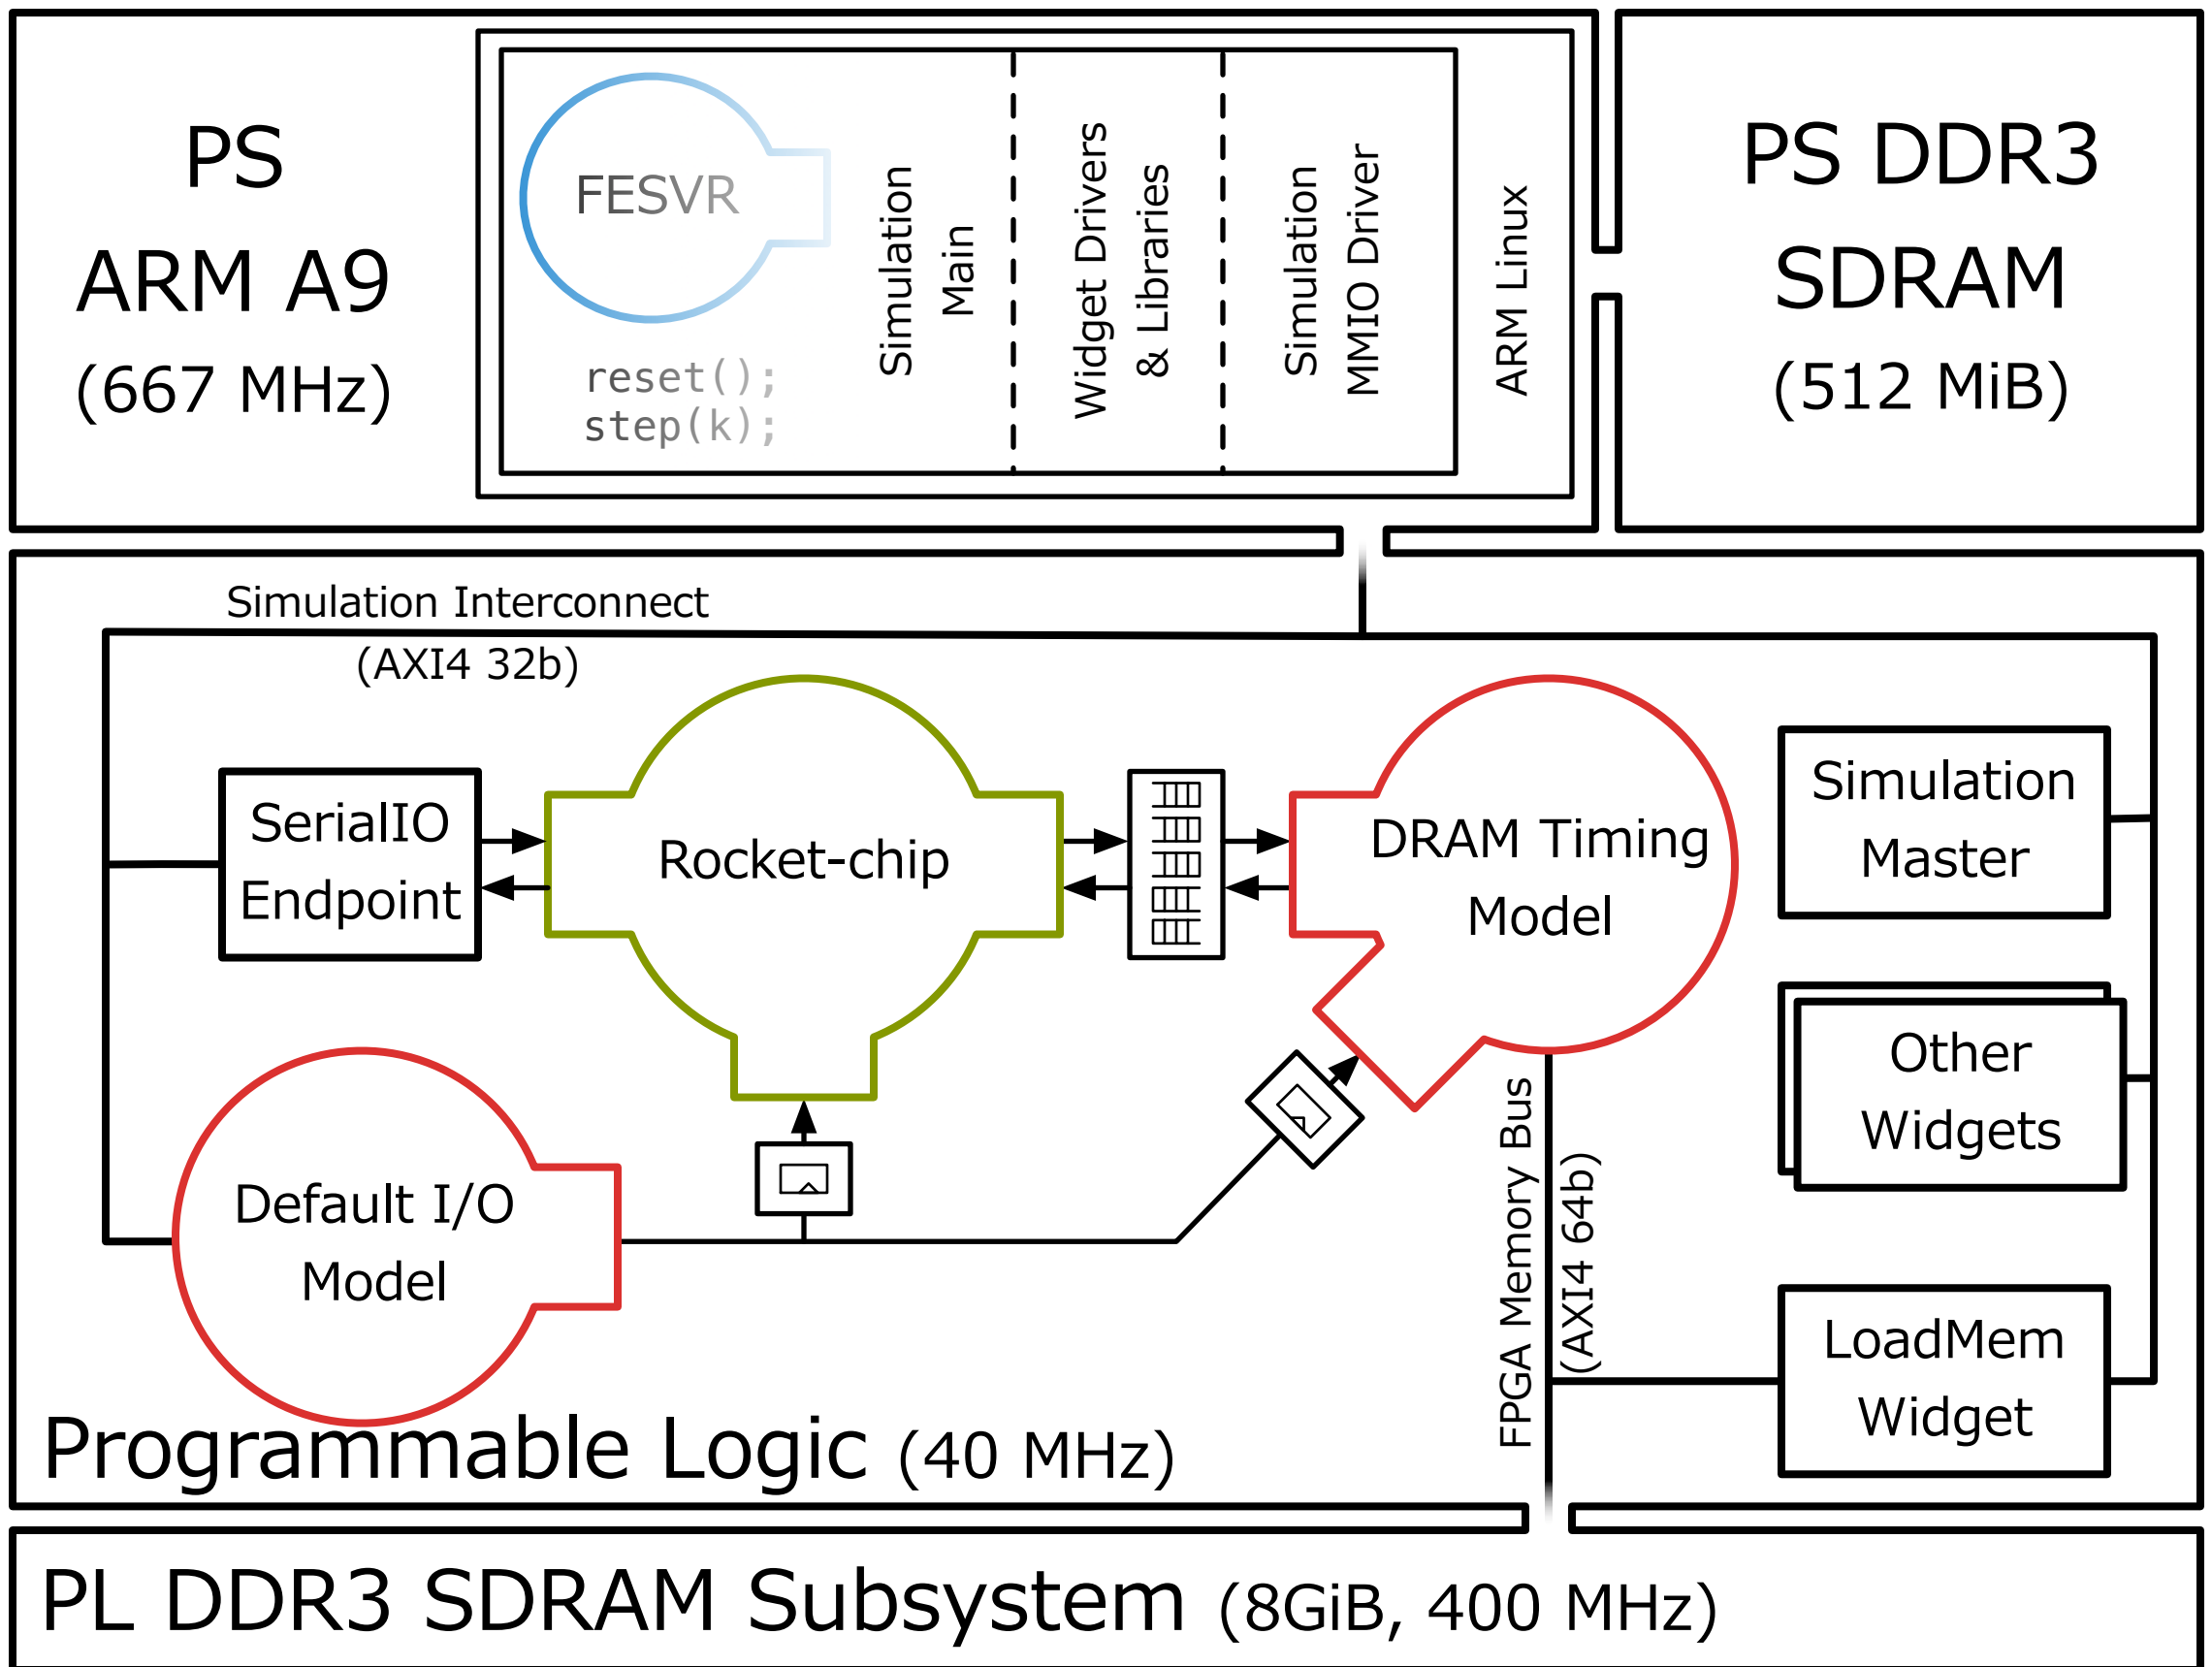 PS
ARM A9
(667 MHz)
FESVR
reset();
step(k);
Simulation
Main
Widget Drivers
& Libraries
Simulation
MMIO Driver
ARM Linux
PS DDR3
SDRAM
(512 MiB)
Simulation Interconnect
(AXI4 32b)
SerialIO
Endpoint
Rocket-chip
DRAM Timing
Model
Simulation
Master
Other
Widgets
Default I/O
Model
FPGA Memory Bus
(AXI4 64b)
LoadMem
Widget
Programmable Logic (40 MHz)
PL DDR3 SDRAM Subsystem (8GiB, 400 MHz)